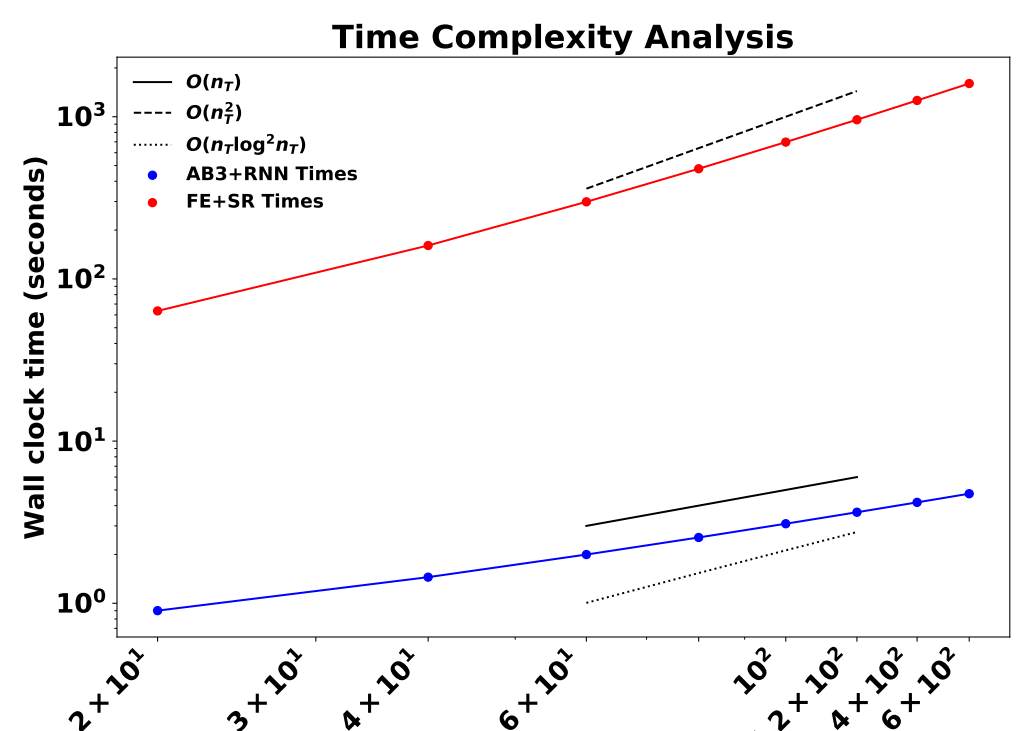 Time Complexity Analysis
O(n_T)
O(n_T^2)
O(n_T log^2 n_T)
AB3+RNN Times
FE+SR Times
Wall clock time (seconds)
10^3
10^2
10^1
10^0
2 × 10^1
3 × 10^1
4 × 10^1
6 × 10^1
10^2
2 × 10^2
4 × 10^2
6 × 10^2